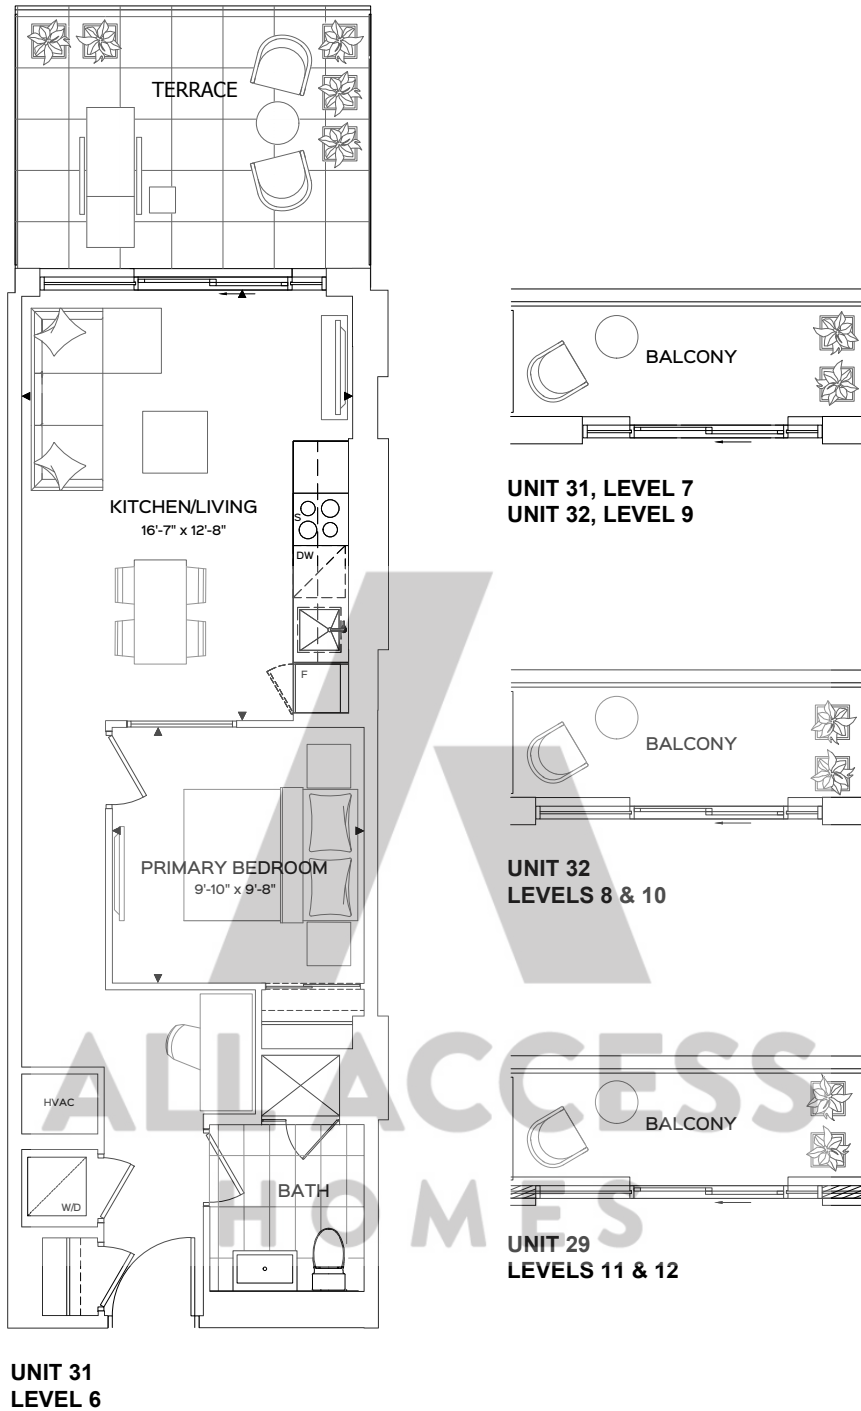 TERRACE
KITCHEN/LIVING
16'-7" x 12'-8"
S
DW
F
PRIMARY BEDROOM
9'-10" x 9'-8"
HVAC
W/D
BATH
UNIT 31
LEVEL 6
BALCONY
UNIT 31, LEVEL 7
UNIT 32, LEVEL 9
BALCONY
UNIT 32
LEVELS 8 & 10
BALCONY
UNIT 29
LEVELS 11 & 12
ALL ACCESS
HOMES